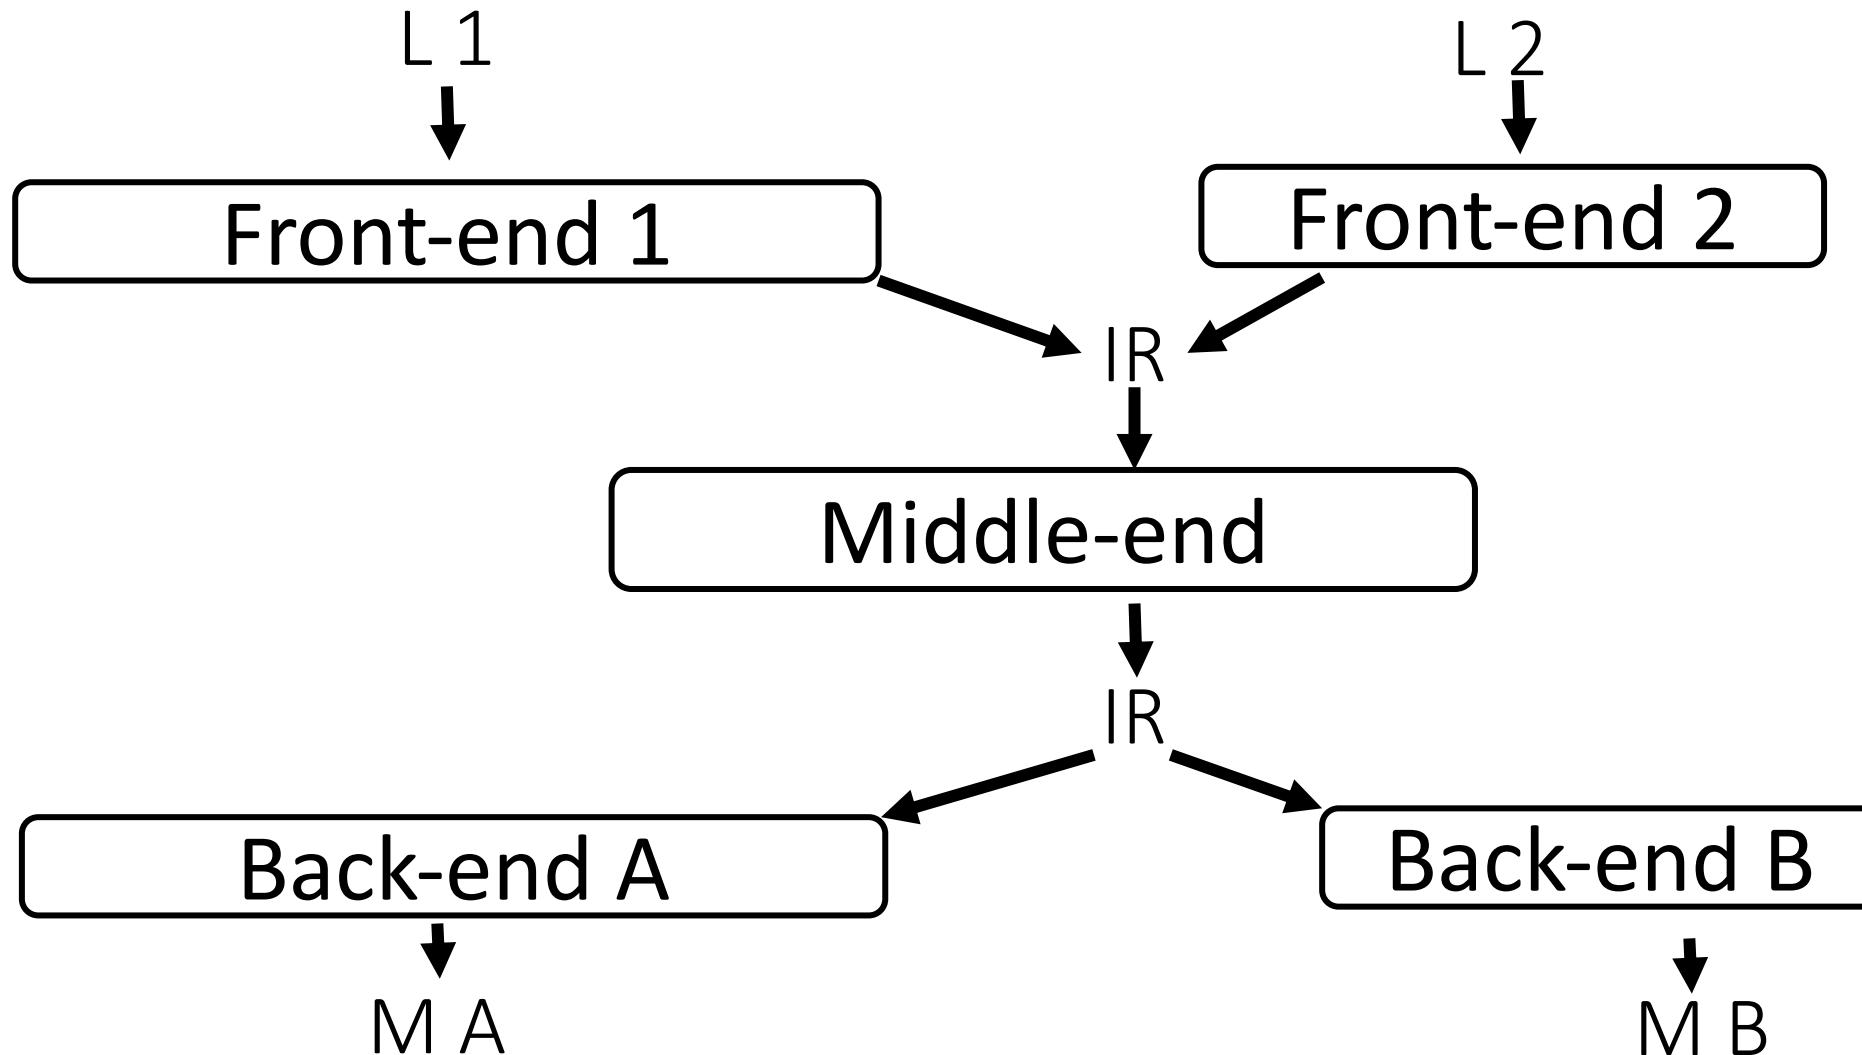 L 1
L 2
Front-end 1
Front-end 2
IR
Middle-end
IR
Back-end A
Back-end B
M A
M B